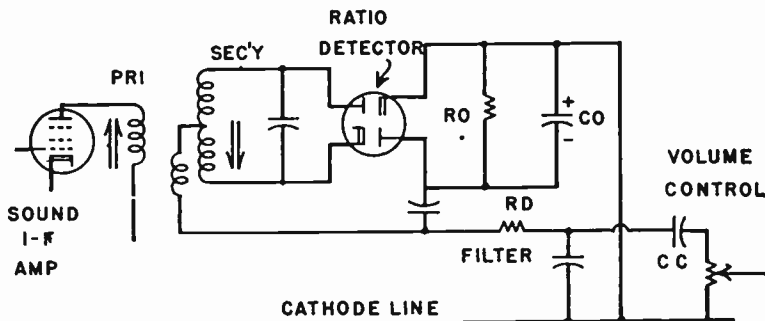 RATIO
DETECTOR
SEC'Y
PRI
RO
+
CO
-
VOLUME
CONTROL
SOUND
I-F
AMP
RD
FILTER
CC
CATHODE LINE